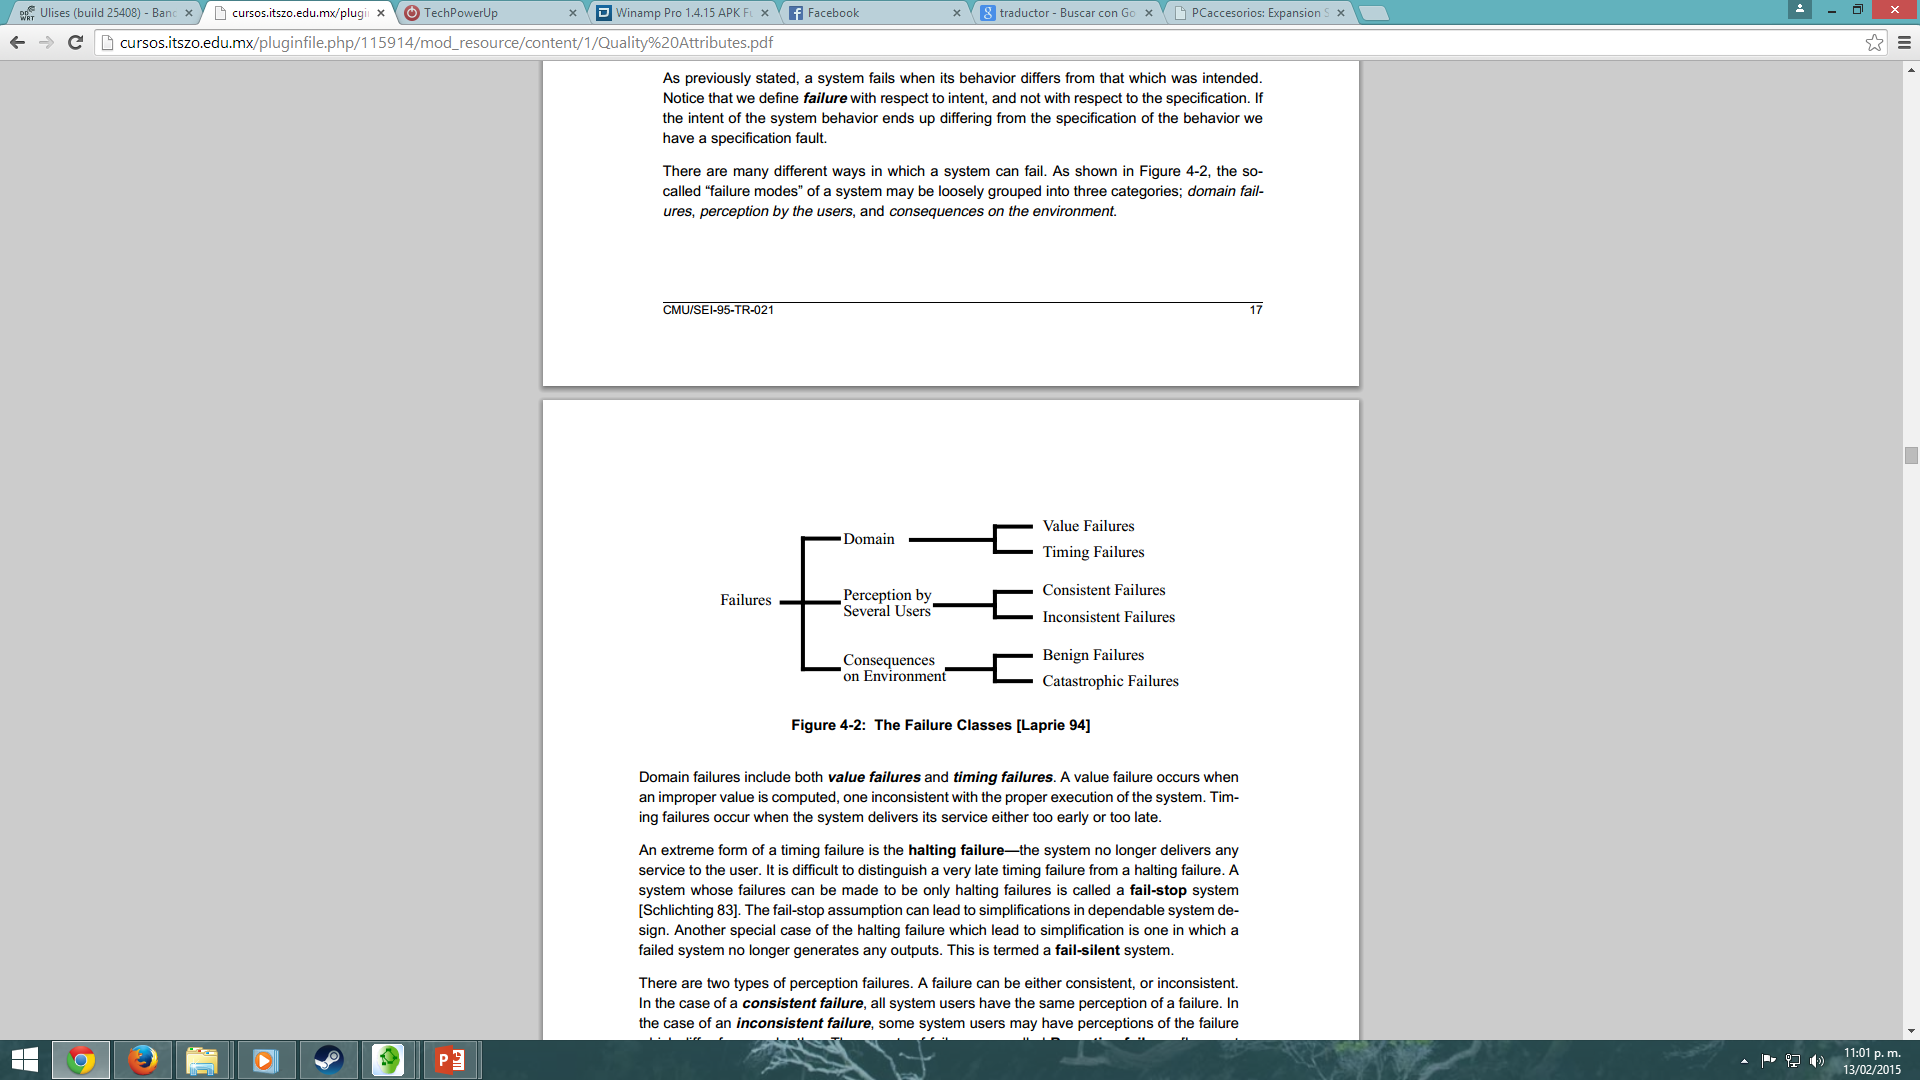 Ulises (build 25408) - Banc
cursos.itszo.edu.mx/plugi
TechPowerUp
Winamp Pro 1.4.15 APK Fu
Facebook
traductor - Buscar con Go
PCaccesorios: Expansion S
cursos.itszo.edu.mx/pluginfile.php/115914/mod_resource/content/1/Quality%20Attributes.pdf
As previously stated, a system fails when its behavior differs from that which was intended.
Notice that we define failure with respect to intent, and not with respect to the specification. If
the intent of the system behavior ends up differing from the specification of the behavior we
have a specification fault.
There are many different ways in which a system can fail. As shown in Figure 4-2, the so-
called “failure modes” of a system may be loosely grouped into three categories; domain fail-
ures, perception by the users, and consequences on the environment.
CMU/SEI-95-TR-021 17
Failures
Domain
Value Failures
Timing Failures
Perception by
Several Users
Consistent Failures
Inconsistent Failures
Consequences
on Environment
Benign Failures
Catastrophic Failures
Figure 4-2: The Failure Classes [Laprie 94]
Domain failures include both value failures and timing failures. A value failure occurs when
an improper value is computed, one inconsistent with the proper execution of the system. Tim-
ing failures occur when the system delivers its service either too early or too late.
An extreme form of a timing failure is the halting failure—the system no longer delivers any
service to the user. It is difficult to distinguish a very late timing failure from a halting failure. A
system whose failures can be made to be only halting failures is called a fail-stop system
[Schlichting 83]. The fail-stop assumption can lead to simplifications in dependable system de-
sign. Another special case of the halting failure which lead to simplification is one in which a
failed system no longer generates any outputs. This is termed a fail-silent system.
There are two types of perception failures. A failure can be either consistent, or inconsistent.
In the case of a consistent failure, all system users have the same perception of a failure. In
the case of an inconsistent failure, some system users may have perceptions of the failure
11:01 p. m.
13/02/2015